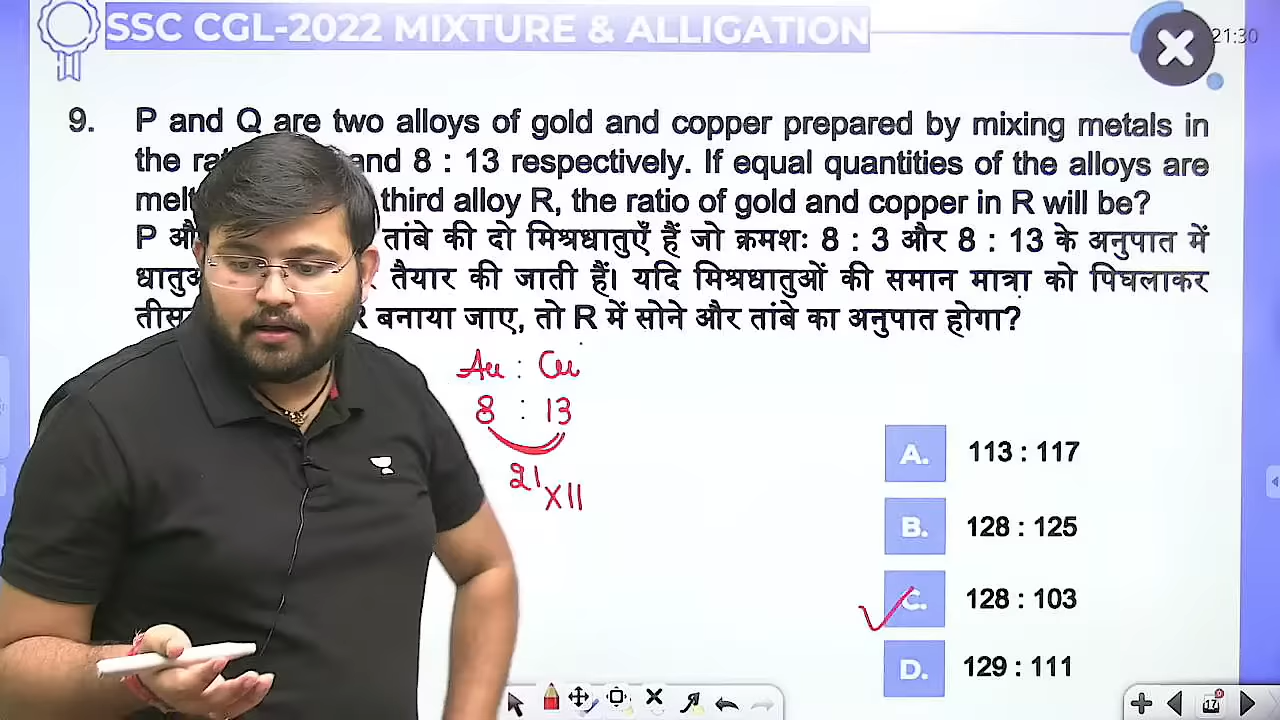 SSC CGL-2022 MIXTURE & ALLIGATION
21:30
9. P and Q are two alloys of gold and copper prepared by mixing metals in
the and 8 : 13 respectively. If equal quantities of the alloys are
third alloy R, the ratio of gold and copper in R will be?
P तांबे की दो मिश्रधातुएँ हैं जो क्रमशः 8 : 3 और 8 : 13 के अनुपात में
तैयार की जाती हैं। यदि मिश्रधातुओं की समान मात्रा को पिघलाकर
R बनाया जाए, तो R में सोने और तांबे का अनुपात होगा?
Au : Cu
8 : 13
21 X11
A. 113 : 117
B. 128 : 125
C. 128 : 103
D. 129 : 111
17